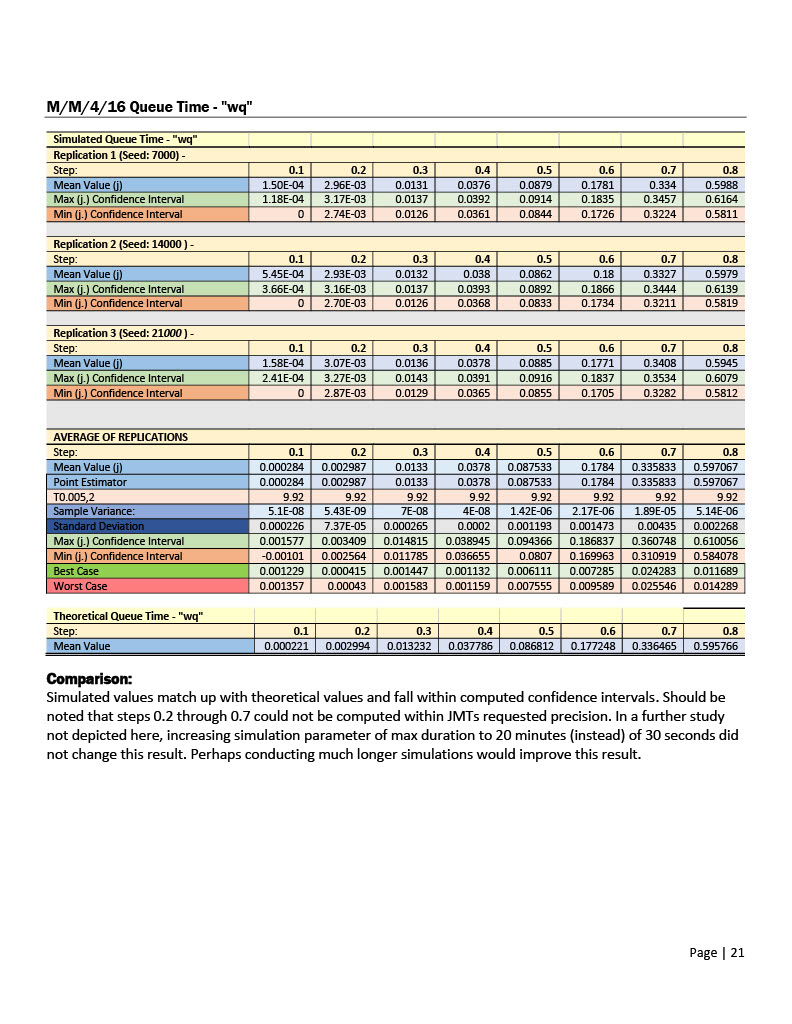 M/M/4/16 Queue Time - "wq"
Simulated Queue Time - "wq"
Replication 1 (Seed: 7000) -
Step: 0.1 0.2 0.3 0.4 0.5 0.6 0.7 0.8
Mean Value (j) 1.50E-04 2.96E-03 0.0131 0.0376 0.0879 0.1781 0.334 0.5988
Max (j.) Confidence Interval 1.18E-04 3.17E-03 0.0137 0.0392 0.0914 0.1835 0.3457 0.6164
Min (j.) Confidence Interval 0 2.74E-03 0.0126 0.0361 0.0844 0.1726 0.3224 0.5811
Replication 2 (Seed: 14000 ) -
Step: 0.1 0.2 0.3 0.4 0.5 0.6 0.7 0.8
Mean Value (j) 5.45E-04 2.93E-03 0.0132 0.038 0.0862 0.18 0.3327 0.5979
Max (j.) Confidence Interval 3.66E-04 3.16E-03 0.0137 0.0393 0.0892 0.1866 0.3444 0.6139
Min (j.) Confidence Interval 0 2.70E-03 0.0126 0.0368 0.0833 0.1734 0.3211 0.5819
Replication 3 (Seed: 21000 ) -
Step: 0.1 0.2 0.3 0.4 0.5 0.6 0.7 0.8
Mean Value (j) 1.58E-04 3.07E-03 0.0136 0.0378 0.0885 0.1771 0.3408 0.5945
Max (j.) Confidence Interval 2.41E-04 3.27E-03 0.0143 0.0391 0.0916 0.1837 0.3534 0.6079
Min (j.) Confidence Interval 0 2.87E-03 0.0129 0.0365 0.0855 0.1705 0.3282 0.5812
AVERAGE OF REPLICATIONS
Step: 0.1 0.2 0.3 0.4 0.5 0.6 0.7 0.8
Mean Value (j) 0.000284 0.002987 0.0133 0.0378 0.087533 0.1784 0.335833 0.597067
Point Estimator 0.000284 0.002987 0.0133 0.0378 0.087533 0.1784 0.335833 0.597067
T0.005,2 9.92 9.92 9.92 9.92 9.92 9.92 9.92 9.92
Sample Variance: 5.1E-08 5.43E-09 7E-08 4E-08 1.42E-06 2.17E-06 1.89E-05 5.14E-06
Standard Deviation 0.000226 7.37E-05 0.000265 0.0002 0.001193 0.001473 0.00435 0.002268
Max (j.) Confidence Interval 0.001577 0.003409 0.014815 0.038945 0.094366 0.186837 0.360748 0.610056
Min (j.) Confidence Interval -0.00101 0.002564 0.011785 0.036655 0.0807 0.169963 0.310919 0.584078
Best Case 0.001229 0.000415 0.001447 0.001132 0.006111 0.007285 0.024283 0.011689
Worst Case 0.001357 0.00043 0.001583 0.001159 0.007555 0.009589 0.025546 0.014289
Theoretical Queue Time - "wq"
Step: 0.1 0.2 0.3 0.4 0.5 0.6 0.7 0.8
Mean Value 0.000221 0.002994 0.013232 0.037786 0.086812 0.177248 0.336465 0.595766
Comparison:
Simulated values match up with theoretical values and fall within computed confidence intervals. Should be
noted that steps 0.2 through 0.7 could not be computed within JMTs requested precision. In a further study
not depicted here, increasing simulation parameter of max duration to 20 minutes (instead) of 30 seconds did
not change this result. Perhaps conducting much longer simulations would improve this result.
Page | 21